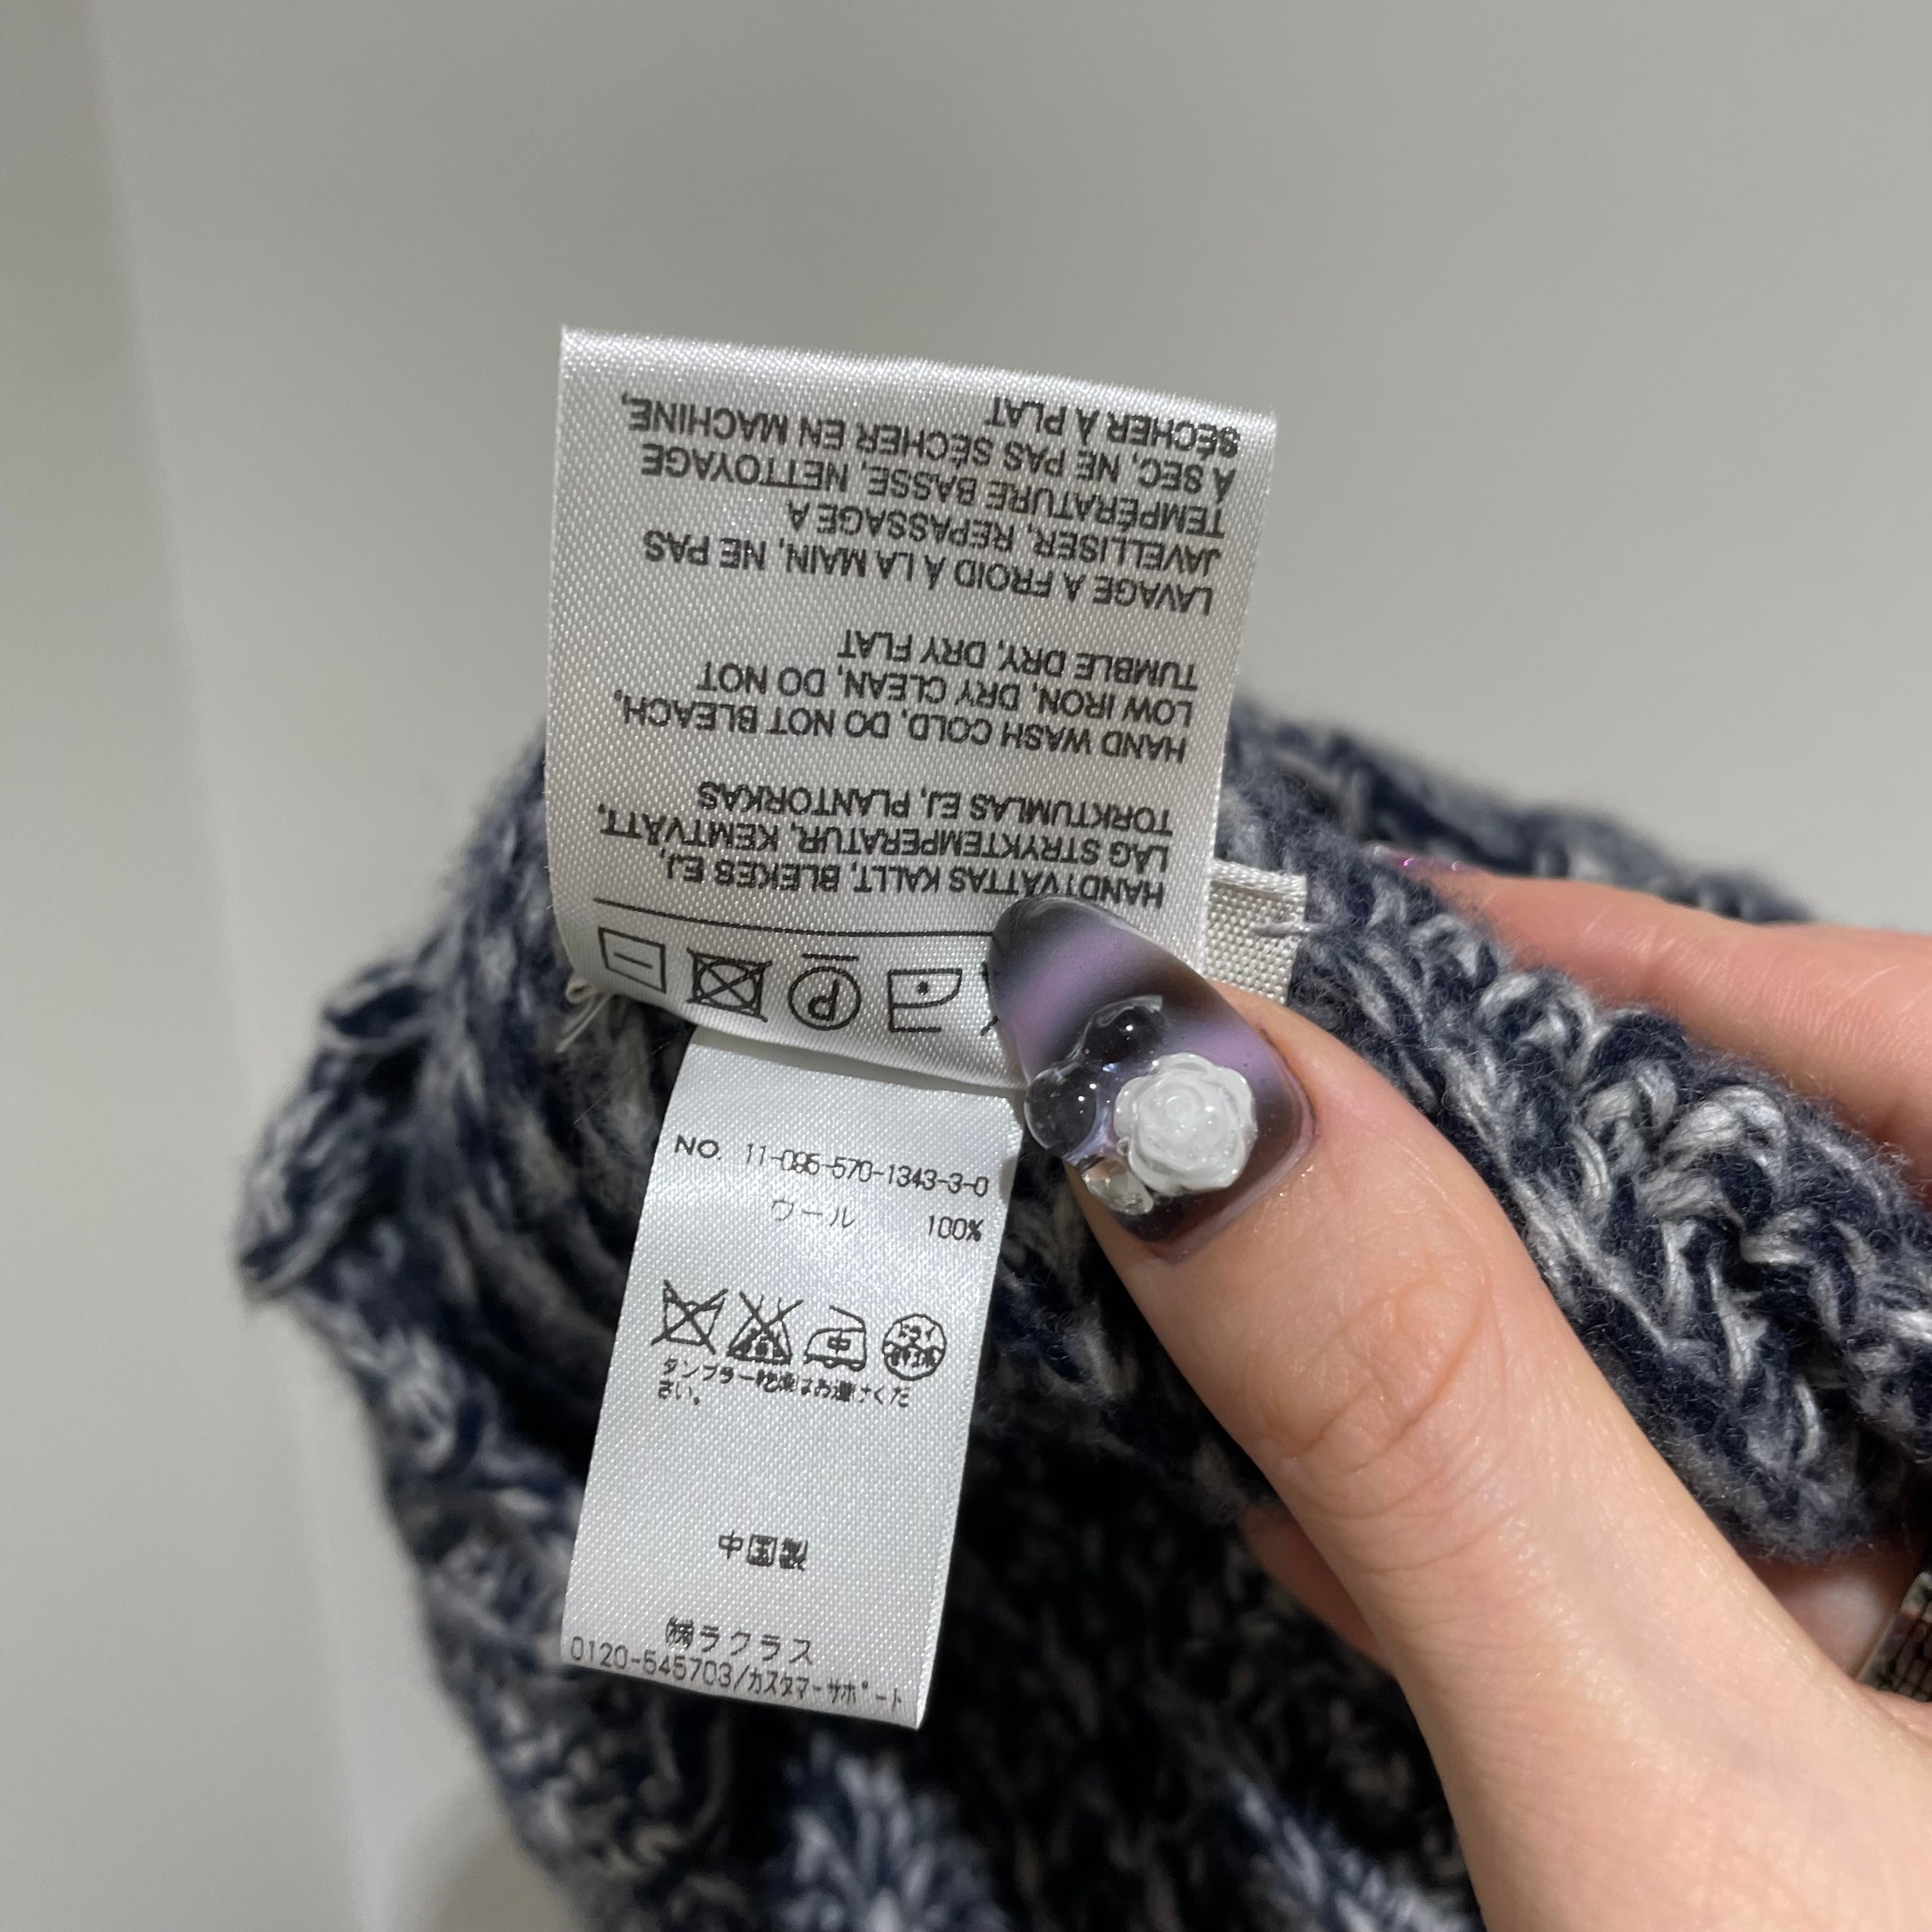 HANDTVÄTTAS KALLT, BLEKES EJ,
LÅG STRYKTEMPERATUR, KEMTVÄTT,
TORKTUMLAS EJ, PLANTORKAS
HAND WASH COLD, DO NOT BLEACH,
LOW IRON, DRY CLEAN, DO NOT
TUMBLE DRY, DRY FLAT
LAVAGE A FROID Á LA MAIN, NE PAS
JAVELLISER, REPASSAGE A
TEMPÉRATURE BASSE, NETTOYAGE
A SEC, NE PAS SÉCHER EN MACHINE,
SÉCHER Á PLAT
NO. 11-095-570-1343-3-0
ウール 100%
中
ドライ
タンブラー乾燥はお避けくだ
さい。
中国製
㈱ラクラス
0120-545703/カスタマーサポート